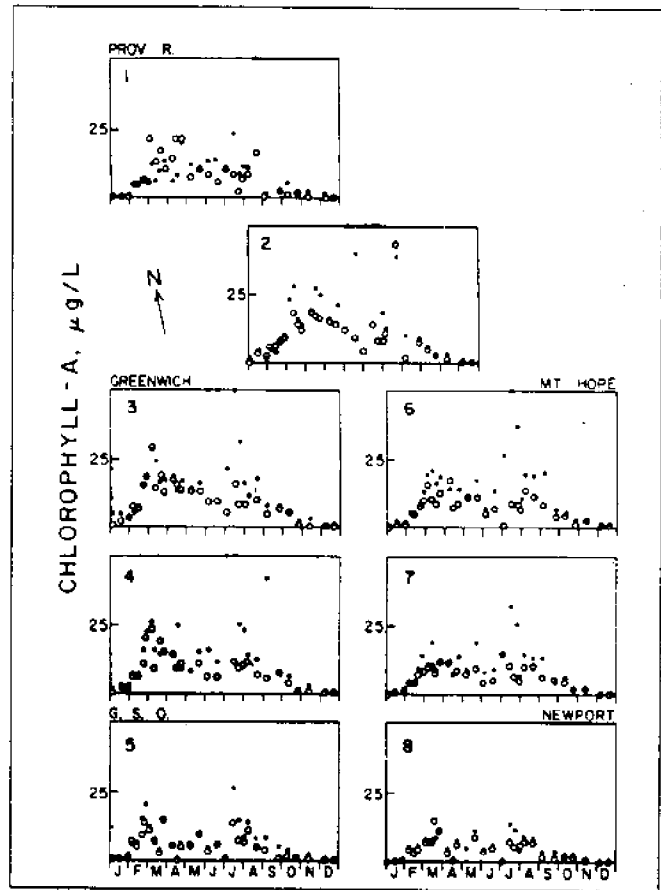 PROV R.
1
25
2
N
25
CHLOROPHYLL-A, µg/L
GREENWICH
MT HOPE
3
6
25
25
4
7
25
25
G. S. O.
NEWPORT
5
8
25
25
J F M A M J J A S O N D
J F M A M J J A S O N D